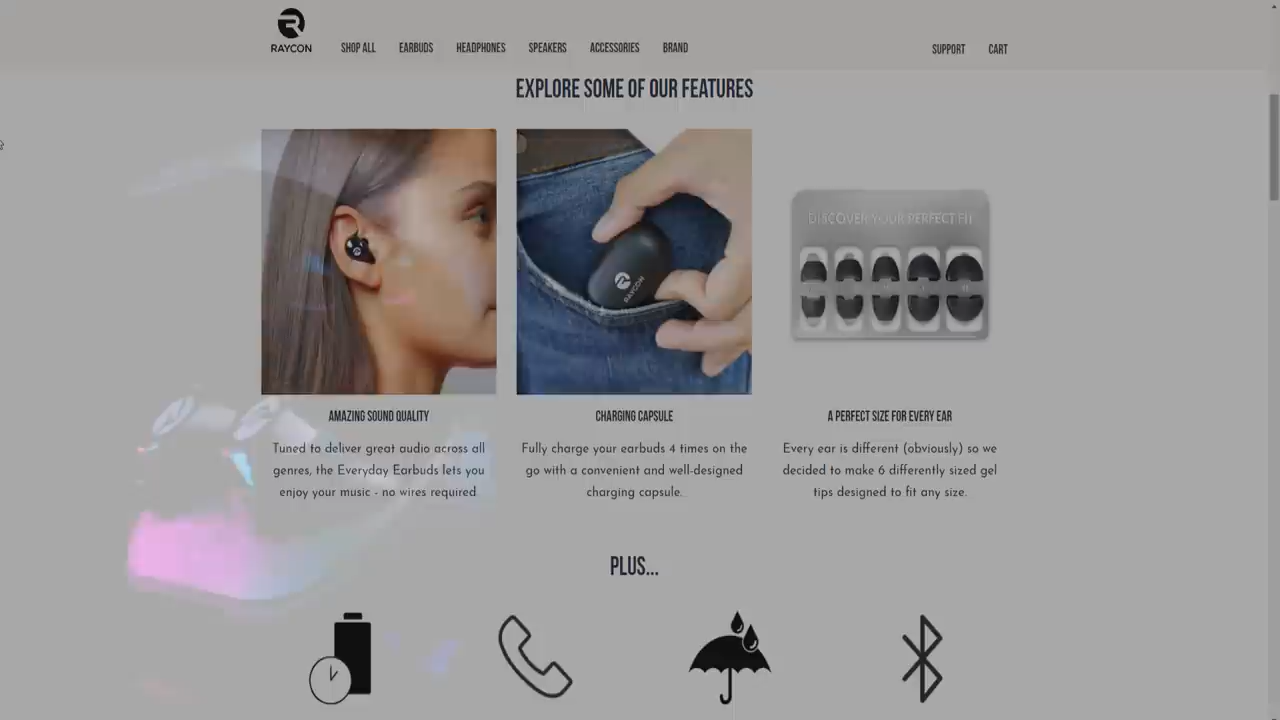 RAYCON
SHOP ALL
EARBUDS
HEADPHONES
SPEAKERS
ACCESSORIES
BRAND
SUPPORT
CART
EXPLORE SOME OF OUR FEATURES
RAYCON
DISCOVER YOUR PERFECT FIT
AMAZING SOUND QUALITY
Tuned to deliver great audio across all
genres, the Everyday Earbuds lets you
enjoy your music - no wires required
CHARGING CAPSULE
Fully charge your earbuds 4 times on the
go with a convenient and well-designed
charging capsule.
A PERFECT SIZE FOR EVERY EAR
Every ear is different (obviously) so we
decided to make 6 differently sized gel
tips designed to fit any size.
PLUS...